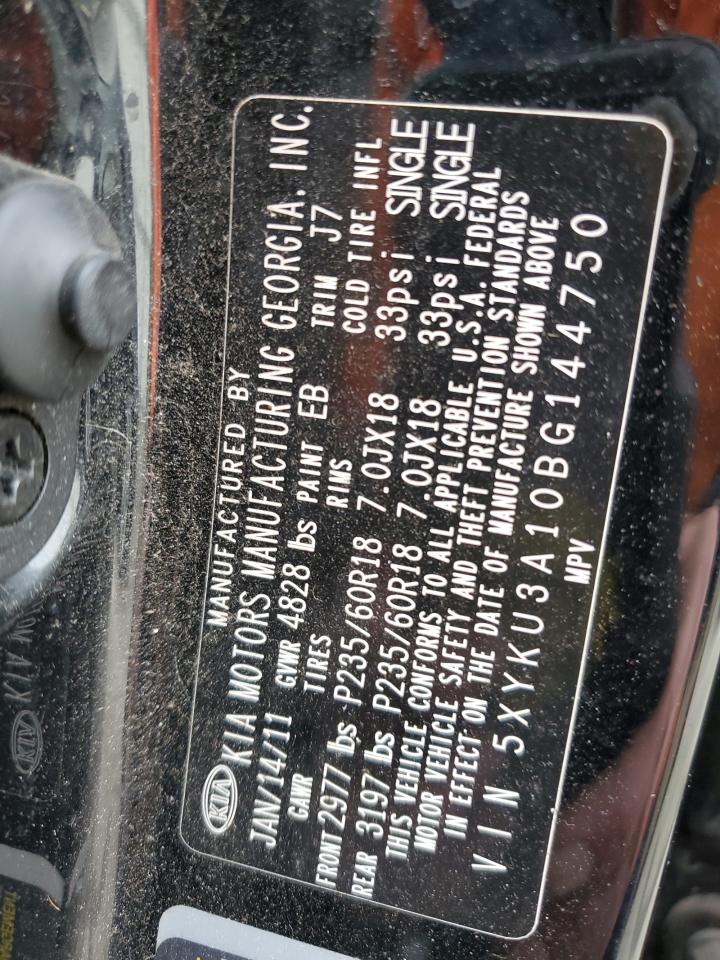 MANUFACTURED BY
KIA KIA MOTORS MANUFACTURING GEORGIA. INC.
JAN/14/11 GVWR 4828 lbs PAINT EB TRIM J7
GAWR TIRES RIMS COLD TIRE INFL
FRONT 2977 lbs P235/60R18 7.0JX18 33psi SINGLE
REAR 3197 lbs P235/60R18 7.0JX18 33psi SINGLE
THIS VEHICLE CONFORMS TO ALL APPLICABLE U.S.A. FEDERAL
MOTOR VEHICLE SAFETY AND THEFT PREVENTION STANDARDS
IN EFFECT ON THE DATE OF MANUFACTURE SHOWN ABOVE
VIN 5XYKU3A10BG144750
MPV
KIA